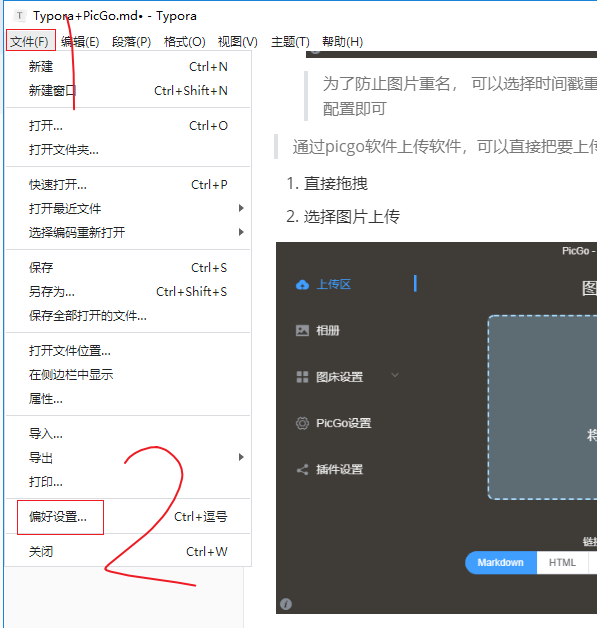 Typora+PicGo.md• - Typora
文件(F) 编辑(E) 段落(P) 格式(O) 视图(V) 主题(T) 帮助(H)
新建 Ctrl+N
新建窗口 Ctrl+Shift+N
打开... Ctrl+O
打开文件夹...
快速打开... Ctrl+P
打开最近文件
选择编码重新打开
保存 Ctrl+S
另存为... Ctrl+Shift+S
保存全部打开的文件...
打开文件位置...
在侧边栏中显示
属性...
导入...
导出
打印...
偏好设置... Ctrl+逗号
关闭 Ctrl+W
1
2
为了防止图片重名， 可以选择时间戳重
配置即可
通过picgo软件上传软件，可以直接把要上传
1. 直接拖拽
2. 选择图片上传
PicGo -
上传区
图
相册
图床设置
PicGo设置
将
插件设置
链接
Markdown HTML